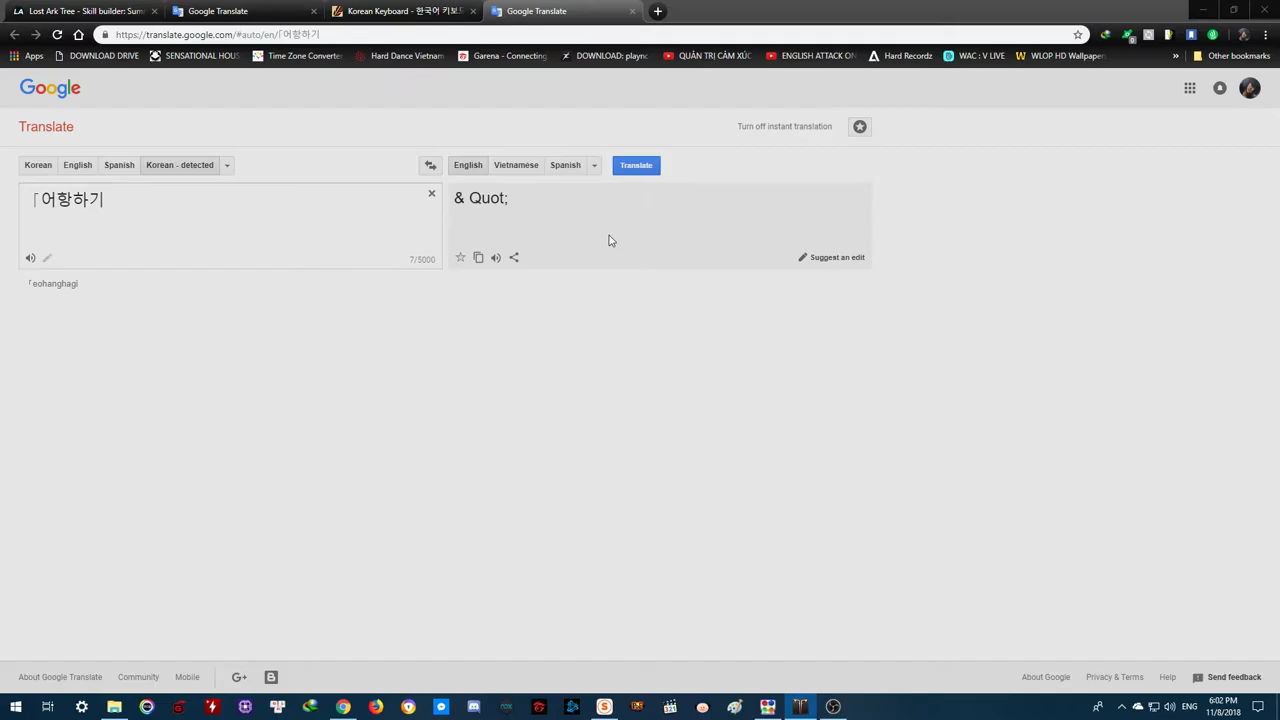 Lost Ark Tree - Skill builder: Sum
Google Translate
Korean Keyboard - 한국어 키보드
Google Translate
https://translate.google.com/#auto/en/「어항하기
Apps
DOWNLOAD DRIVE
SENSATIONAL HOUS
Time Zone Converter
Hard Dance Vietnam
Garena - Connecting
DOWNLOAD: plaync
QUẢN TRỊ CẢM XÚC
ENGLISH ATTACK ON
Hard Recordz
WAC : V LIVE
WLOP HD Wallpaper
»
Other bookmarks
Google
Translate
Turn off instant translation
Korean English Spanish Korean - detected
English Vietnamese Spanish Translate
「어항하기
& Quot;
7/5000
Suggest an edit
「eohanghagi
About Google Translate Community Mobile G+ B
About Google Privacy & Terms Help Send feedback
ENG
6:02 PM
11/8/2018